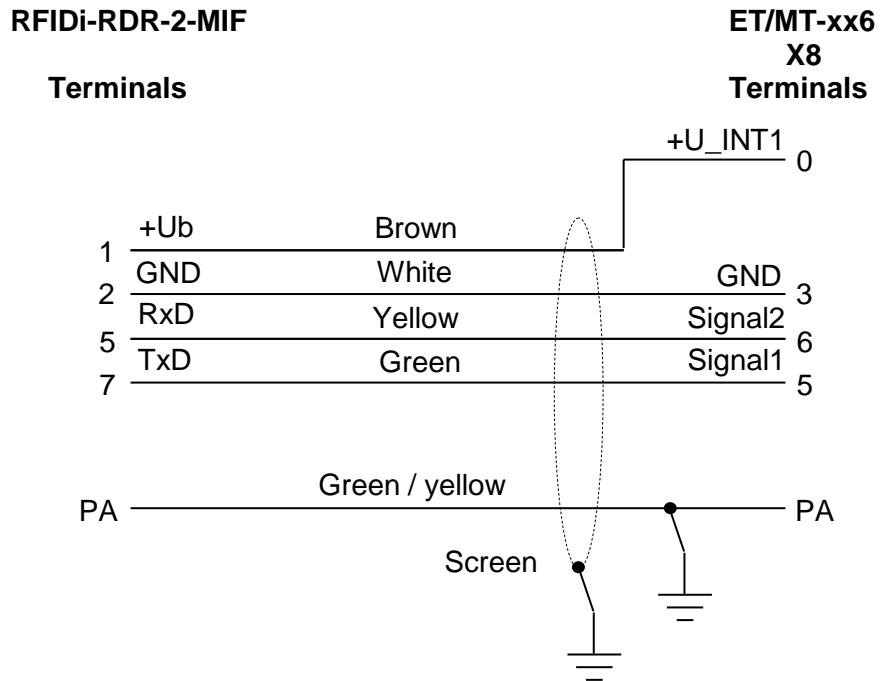 RFIDi-RDR-2-MIF ET/MT-xx6
X8
Terminals Terminals
+U_INT1 0
1 +Ub Brown
2 GND White GND 3
5 RxD Yellow Signal2 6
7 TxD Green Signal1 5
PA Green / yellow PA
Screen